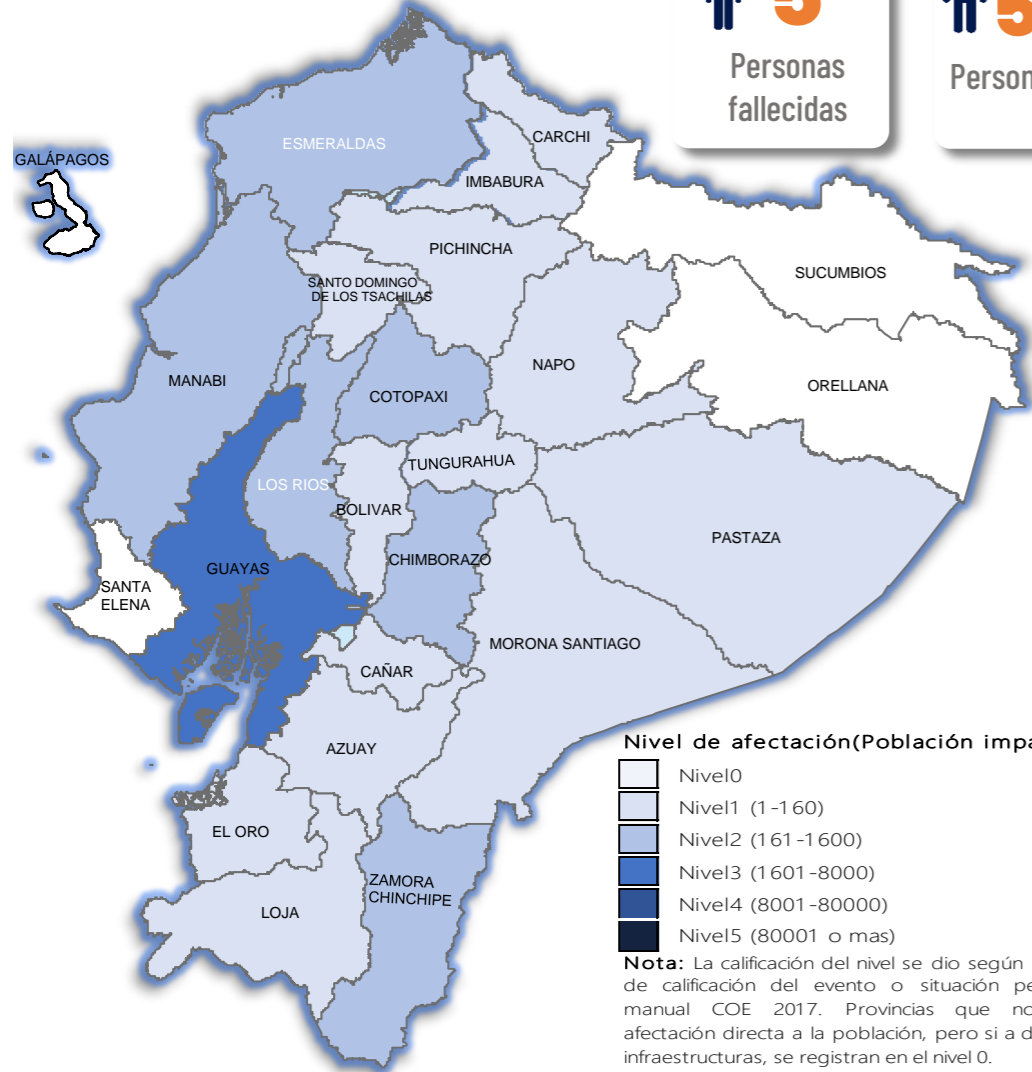 5
5
Personas
fallecidas
Person
GALÁPAGOS
ESMERALDAS
CARCHI
IMBABURA
PICHINCHA
SUCUMBIOS
SANTO DOMINGO
DE LOS TSACHILAS
NAPO
MANABI
ORELLANA
COTOPAXI
TUNGURAHUA
LOS RIOS
BOLIVAR
PASTAZA
CHIMBORAZO
GUAYAS
SANTA
ELENA
MORONA SANTIAGO
CAÑAR
AZUAY
EL ORO
ZAMORA
CHINCHIPE
LOJA
Nivel de afectación(Población impa
Nivel0
Nivel1 (1-160)
Nivel2 (161-1600)
Nivel3 (1601-8000)
Nivel4 (8001-80000)
Nivel5 (80001 o mas)
Nota: La calificación del nivel se dio según
de calificación del evento o situación pe
manual COE 2017. Provincias que no
afectación directa a la población, pero si a d
infraestructuras, se registran en el nivel 0.